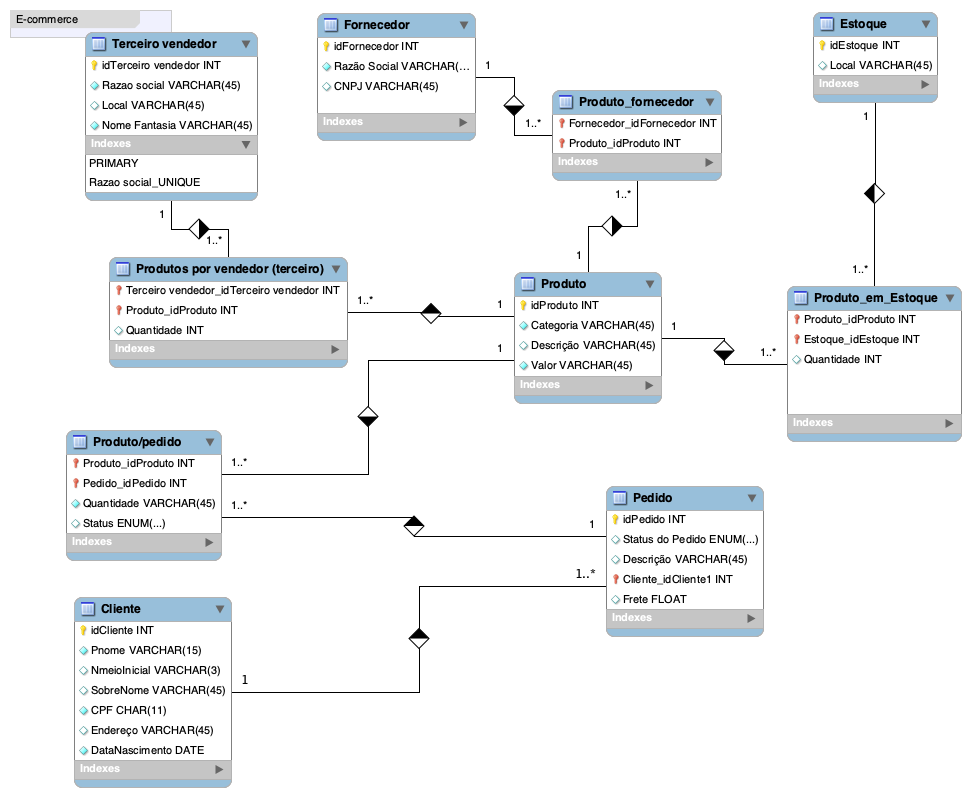 E-commerce
Terceiro vendedor
idTerceiro vendedor INT
Razao social VARCHAR(45)
Local VARCHAR(45)
Nome Fantasia VARCHAR(45)
Indexes
PRIMARY
Razao social_UNIQUE
Fornecedor
idFornecedor INT
Razão Social VARCHAR(...
CNPJ VARCHAR(45)
Indexes
Estoque
idEstoque INT
Local VARCHAR(45)
Indexes
1
1..*
Produto_fornecedor
Fornecedor_idFornecedor INT
Produto_idProduto INT
Indexes
1
1..*
1..*
1
1
1..*
Produtos por vendedor (terceiro)
Terceiro vendedor_idTerceiro vendedor INT
Produto_idProduto INT
Quantidade INT
Indexes
1..*
1
Produto
idProduto INT
Categoria VARCHAR(45)
Descrição VARCHAR(45)
Valor VARCHAR(45)
Indexes
1
1..*
Produto_em_Estoque
Produto_idProduto INT
Estoque_idEstoque INT
Quantidade INT
Indexes
1
1..*
Produto/pedido
Produto_idProduto INT
Pedido_idPedido INT
Quantidade VARCHAR(45)
Status ENUM(...)
Indexes
1..*
1
Pedido
idPedido INT
Status do Pedido ENUM(...)
Descrição VARCHAR(45)
Cliente_idCliente1 INT
Frete FLOAT
Indexes
1..*
1
Cliente
idCliente INT
Pnome VARCHAR(15)
NmeioInicial VARCHAR(3)
SobreNome VARCHAR(45)
CPF CHAR(11)
Endereço VARCHAR(45)
DataNascimento DATE
Indexes